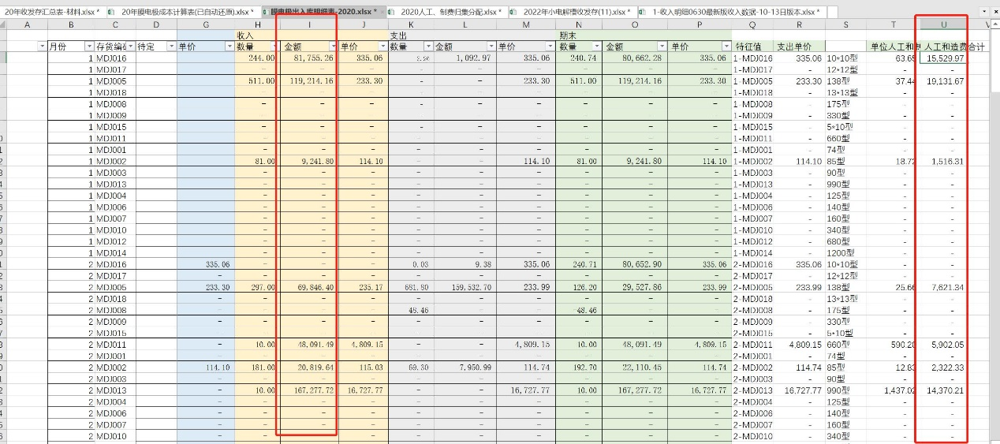 20年收发存汇总表-材料.xlsx * 20年膜电极成本计算表(已自动还原).xlsx * 膜电极出入库明细表-2020.xlsx * 2020人工、制费归集分配.xlsx * 2022年小电解槽收发存(11).xlsx * 1-收入明细0630最新版收入数据-10-13日版本.xlsx *
A B C D G H I J K L M N O P Q R S T U V
收入 支出 期末
月份 存货编 待定 单价 数量 金额 单价 数量 金额 单价 数量 金额 单价 特征值 支出单价 单位人工和 人工和造费 合计
1 MDJ016 244.00 81,755.26 335.06 1,092.97 335.06 240.74 80,662.28 335.06 1-MDJ016 335.06 10*10型 63.65 15,529.97
1 MDJ017 - - - - - - - - - 1-MDJ017 - 12*12型 - -
1 MDJ005 511.00 119,214.16 233.30 - - 233.30 511.00 119,214.16 233.30 1-MDJ005 233.30 138型 37.44 19,131.67
1 MDJ018 - - - - - - - - - 1-MDJ018 - 13*13型 - -
1 MDJ008 - - - - - - - - - 1-MDJ008 - 175型 - -
1 MDJ009 - - - - - - - - - 1-MDJ009 - 330型 - -
1 MDJ015 - - - - - - - - - 1-MDJ015 - 5*10型 - -
1 MDJ011 - - - - - - - - - 1-MDJ011 - 660型 - -
1 MDJ001 - - - - - - - - - 1-MDJ001 - 74型 - -
1 MDJ002 81.00 9,241.80 114.10 - - 114.10 81.00 9,241.80 114.10 1-MDJ002 114.10 85型 18.72 1,516.31
1 MDJ003 - - - - - - - - - 1-MDJ003 - 90型 - -
1 MDJ013 - - - - - - - - - 1-MDJ013 - 990型 - -
1 MDJ004 - - - - - - - - - 1-MDJ004 - 125型 - -
1 MDJ006 - - - - - - - - - 1-MDJ006 - 140型 - -
1 MDJ007 - - - - - - - - - 1-MDJ007 - 160型 - -
1 MDJ010 - - - - - - - - - 1-MDJ010 - 340型 - -
1 MDJ012 - - - - - - - - - 1-MDJ012 - 680型 - -
1 MDJ014 - - - - - - - - - 1-MDJ014 - 1200型 - -
2 MDJ016 335.06 - - - 0.03 9.38 335.06 240.71 80,652.90 335.06 2-MDJ016 335.06 10*10型 - -
2 MDJ017 - - - - - - - - - 2-MDJ017 - 12*12型 - -
2 MDJ005 233.30 297.00 69,846.40 235.17 681.80 159,532.70 233.99 126.20 29,527.86 233.99 2-MDJ005 233.99 138型 25.66 7,621.34
2 MDJ018 - - - - - - - - - 2-MDJ018 - 13*13型 - -
2 MDJ008 - - - 48.46 - - -48.46 - - 2-MDJ008 - 175型 - -
2 MDJ009 - - - - - - - - - 2-MDJ009 - 330型 - -
2 MDJ015 - - - - - - - - - 2-MDJ015 - 5*10型 - -
2 MDJ011 - 10.00 48,091.49 4,809.15 - - 4,809.15 10.00 48,091.49 4,809.15 2-MDJ011 4,809.15 660型 590.20 5,902.05
2 MDJ001 - - - - - - - - - 2-MDJ001 - 74型 - -
2 MDJ002 114.10 181.00 20,819.64 115.03 69.30 7,950.99 114.74 192.70 22,110.45 114.74 2-MDJ002 114.74 85型 12.83 2,322.33
2 MDJ003 - - - - - - - - - 2-MDJ003 - 90型 - -
2 MDJ013 - 10.00 167,277.72 16,727.77 - - 16,727.77 10.00 167,277.72 16,727.77 2-MDJ013 16,727.77 990型 1,437.02 14,370.21
2 MDJ004 - - - - - - - - - 2-MDJ004 - 125型 - -
2 MDJ006 - - - - - - - - - 2-MDJ006 - 140型 - -
2 MDJ007 - - - - - - - - - 2-MDJ007 - 160型 - -
2 MDJ010 - - - - - - - - - 2-MDJ010 - 340型 - -